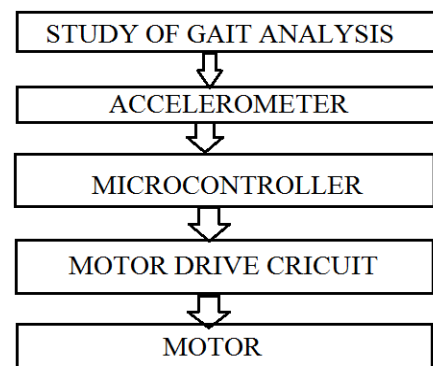 STUDY OF GAIT ANALYSIS
ACCELEROMETER
MICROCONTROLLER
MOTOR DRIVE CRICUIT
MOTOR